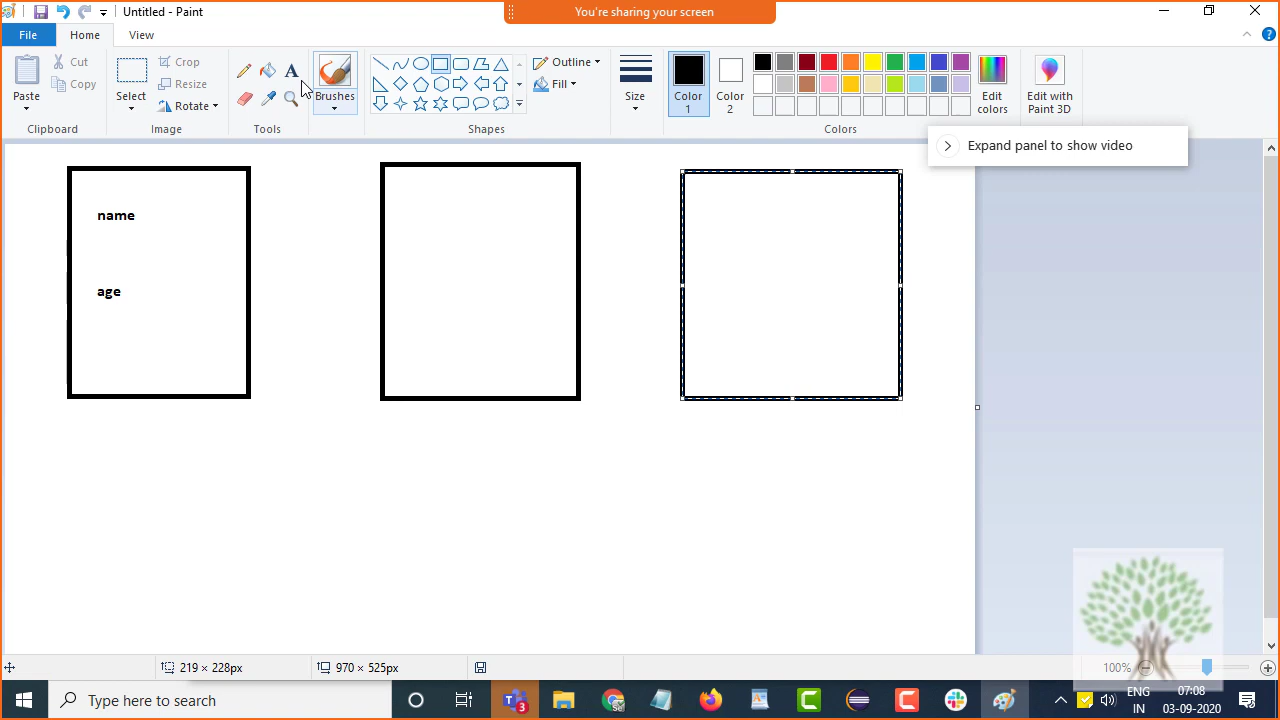 Untitled - Paint
You're sharing your screen
File
Home
View
Paste
Cut
Copy
Clipboard
Select
Crop
Resize
Rotate
Image
A
Tools
Brushes
Shapes
Outline
Fill
Size
Color
1
Color
2
Edit
colors
Colors
Edit with
Paint 3D
Expand panel to show video
name
age
219 × 228px
970 × 525px
100%
Type here to search
3
ENG
IN
07:08
03-09-2020